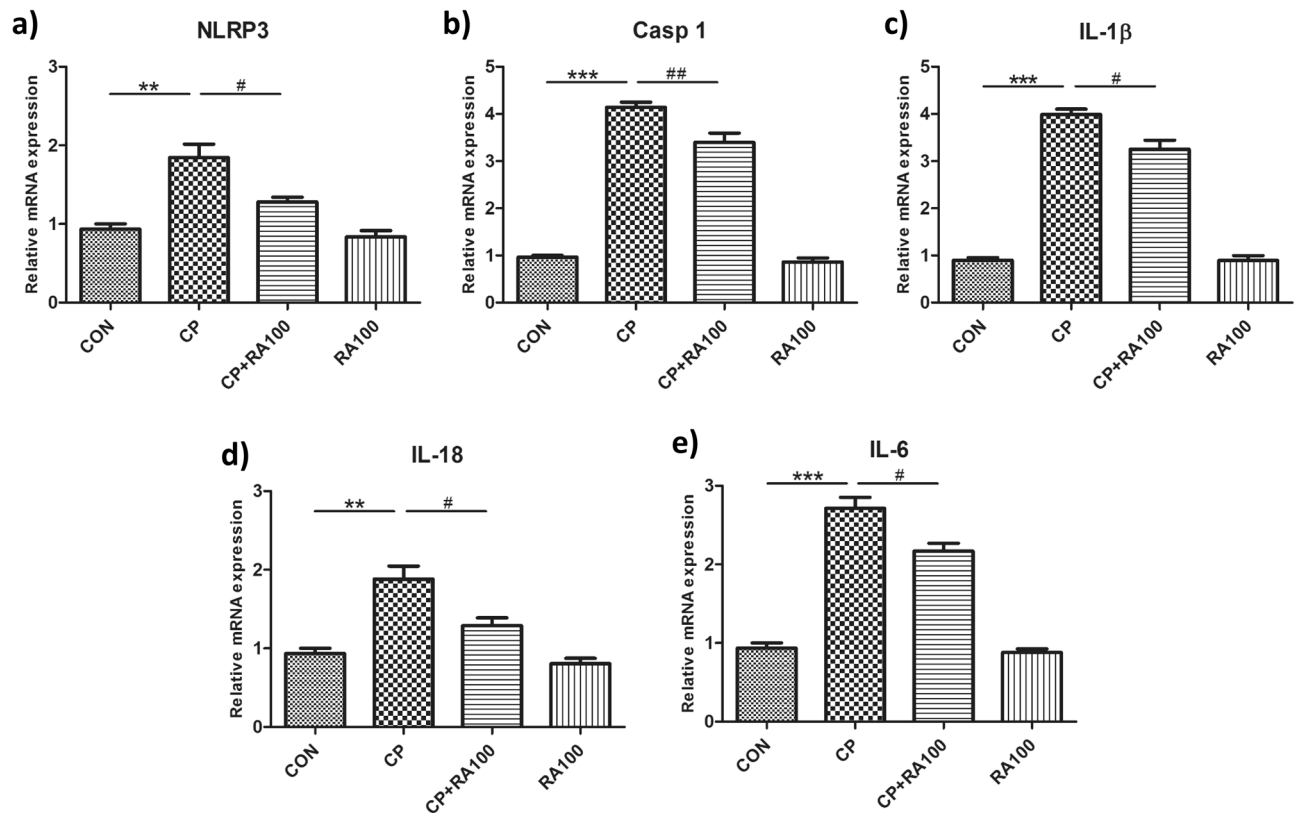 a)
NLRP3
Relative mRNA expression
3
2
1
0
**
#
CON
CP
CP+RA100
RA100
b)
Casp 1
Relative mRNA expression
5
4
3
2
1
0
***
##
CON
CP
CP+RA100
RA100
c)
IL-1β
Relative mRNA expression
5
4
3
2
1
0
***
#
CON
CP
CP+RA100
RA100
d)
IL-18
Relative mRNA expression
3
2
1
0
**
#
CON
CP
CP+RA100
RA100
e)
IL-6
Relative mRNA expression
3
2
1
0
***
#
CON
CP
CP+RA100
RA100